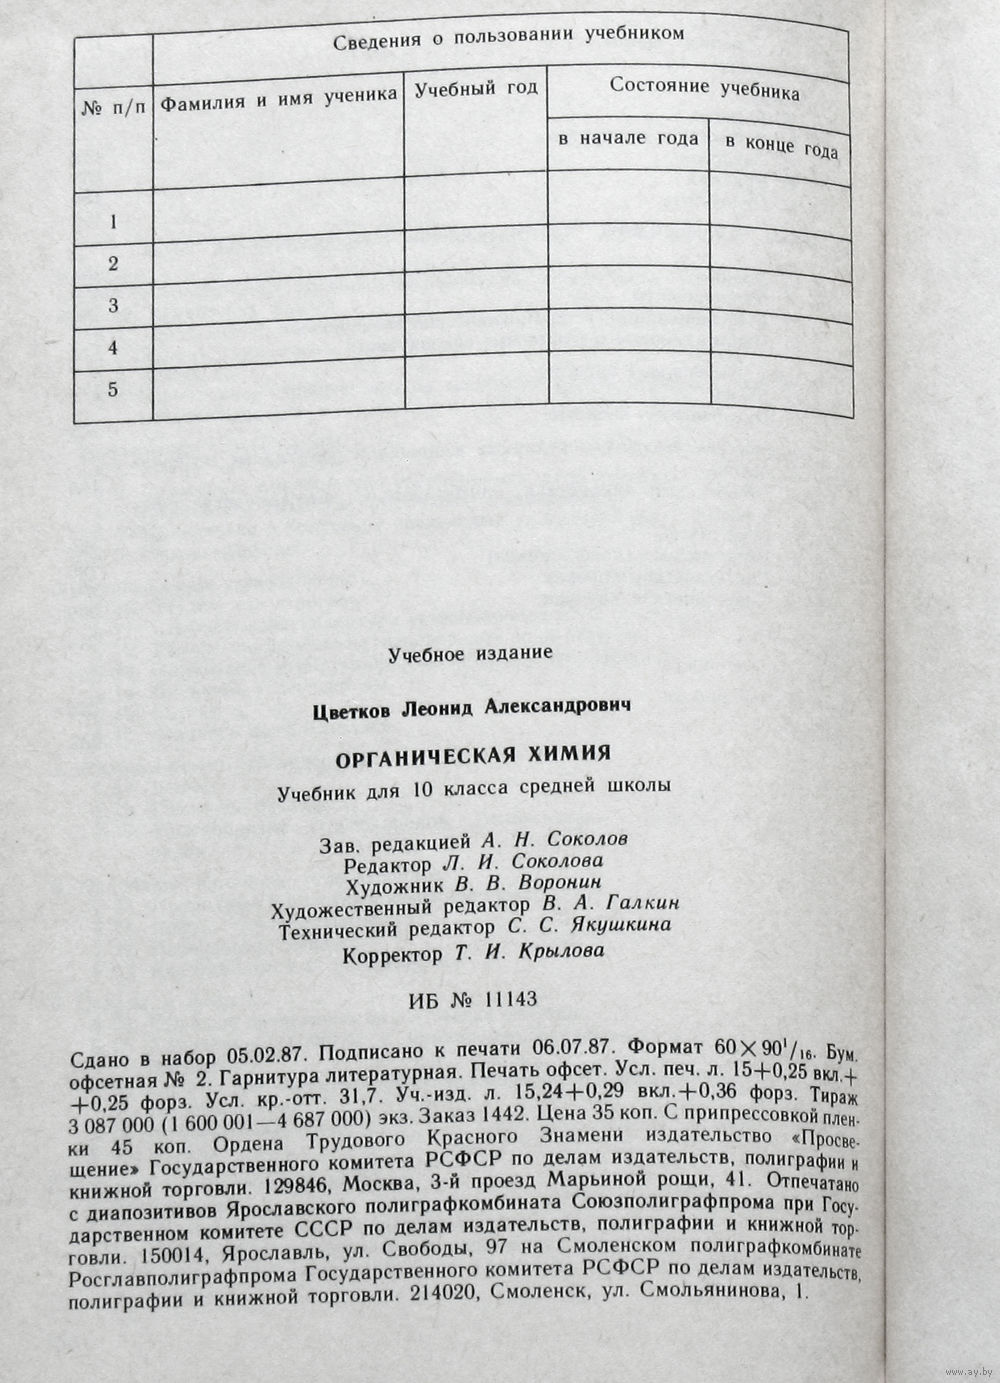 Сведения о пользовании учебником
№ п/п Фамилия и имя ученика Учебный год Состояние учебника
в начале года в конце года
1
2
3
4
5
Учебное издание
Цветков Леонид Александрович
ОРГАНИЧЕСКАЯ ХИМИЯ
Учебник для 10 класса средней школы
Зав. редакцией А. Н. Соколов
Редактор Л. И. Соколова
Художник В. В. Воронин
Художественный редактор В. А. Галкин
Технический редактор С. С. Якушкина
Корректор Т. И. Крылова
ИБ № 11143
Сдано в набор 05.02.87. Подписано к печати 06.07.87. Формат 60×90¹/₁₆. Бум.
офсетная № 2. Гарнитура литературная. Печать офсет. Усл. печ. л. 15+0,25 вкл.+
+0,25 форз. Усл. кр.-отт. 31,7. Уч.-изд. л. 15,24+0,29 вкл.+0,36 форз. Тираж
3 087 000 (1 600 001—4 687 000) экз. Заказ 1442. Цена 35 коп. С припрессовкой плен-
ки 45 коп. Ордена Трудового Красного Знамени издательство «Просве-
щение» Государственного комитета РСФСР по делам издательств, полиграфии и
книжной торговли. 129846, Москва, 3-й проезд Марьиной рощи, 41. Отпечатано
с диапозитивов Ярославского полиграфкомбината Союзполиграфпрома при Госу-
дарственном комитете СССР по делам издательств, полиграфии и книжной тор-
говли. 150014, Ярославль, ул. Свободы, 97 на Смоленском полиграфкомбинате
Росглавполиграфпрома Государственного комитета РСФСР по делам издательств,
полиграфии и книжной торговли. 214020, Смоленск, ул. Смольянинова, 1.
www.ay.by